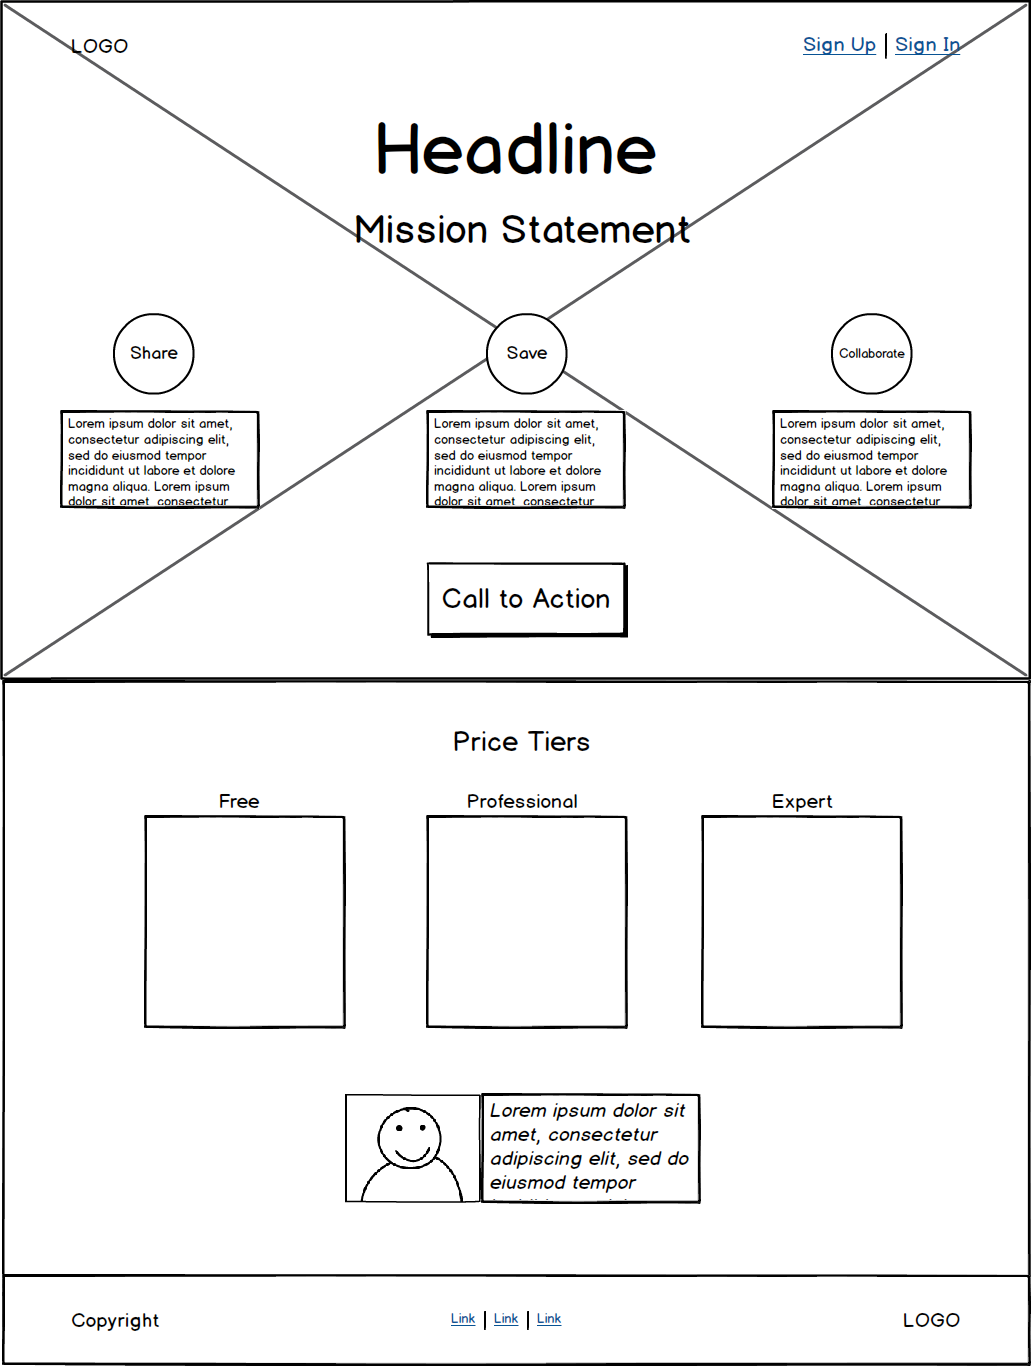 LOGO
Sign Up | Sign In
Headline
Mission Statement
Share
Save
Collaborate
Lorem ipsum dolor sit amet,
consectetur adipiscing elit,
sed do eiusmod tempor
incididunt ut labore et dolore
magna aliqua. Lorem ipsum
dolor sit amet, consectetur
Lorem ipsum dolor sit amet,
consectetur adipiscing elit,
sed do eiusmod tempor
incididunt ut labore et dolore
magna aliqua. Lorem ipsum
dolor sit amet, consectetur
Lorem ipsum dolor sit amet,
consectetur adipiscing elit,
sed do eiusmod tempor
incididunt ut labore et dolore
magna aliqua. Lorem ipsum
dolor sit amet, consectetur
Call to Action
Price Tiers
Free
Professional
Expert
Lorem ipsum dolor sit
amet, consectetur
adipiscing elit, sed do
eiusmod tempor
Copyright
Link | Link | Link
LOGO